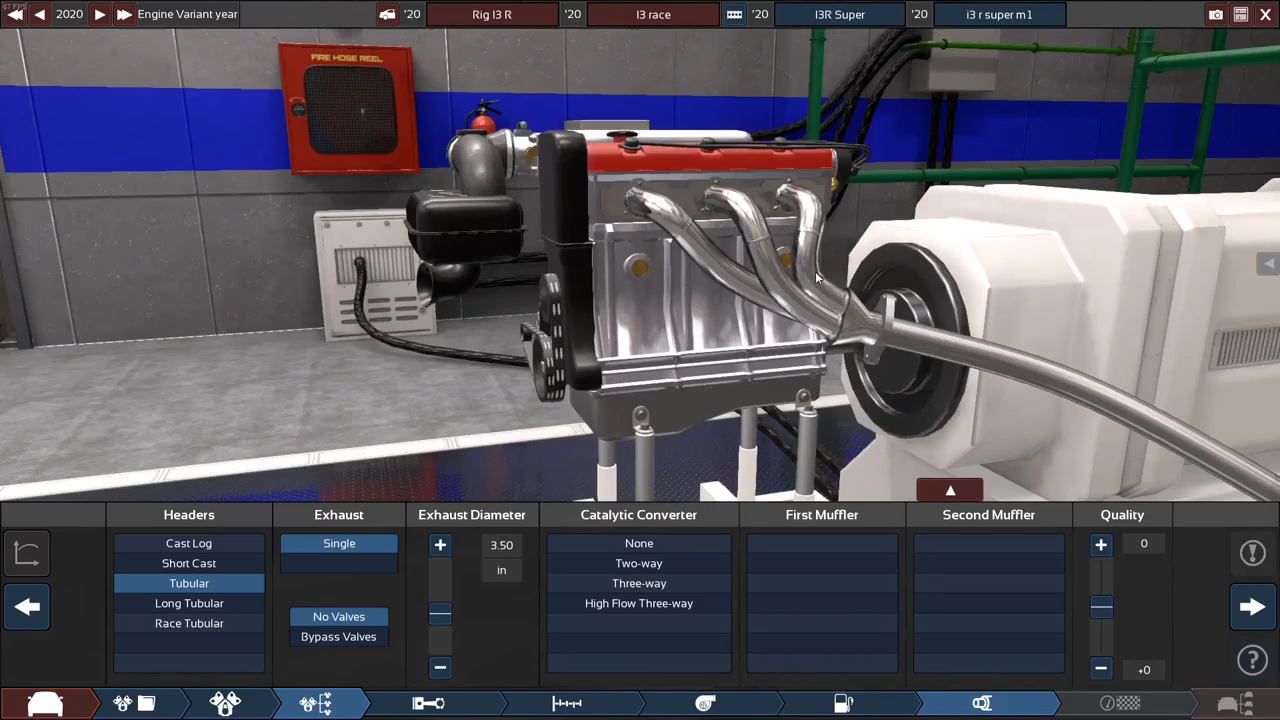 67 FPS
2020 Engine Variant year '20 Rig I3 R '20 I3 race '20 I3R Super '20 i3 r super m1
FIRE HOSE REEL
Headers Exhaust Exhaust Diameter Catalytic Converter First Muffler Second Muffler Quality
Cast Log Single + 3.50 None + 0
Short Cast in Two-way
Tubular Three-way
Long Tubular No Valves High Flow Three-way
Race Tubular Bypass Valves
+0